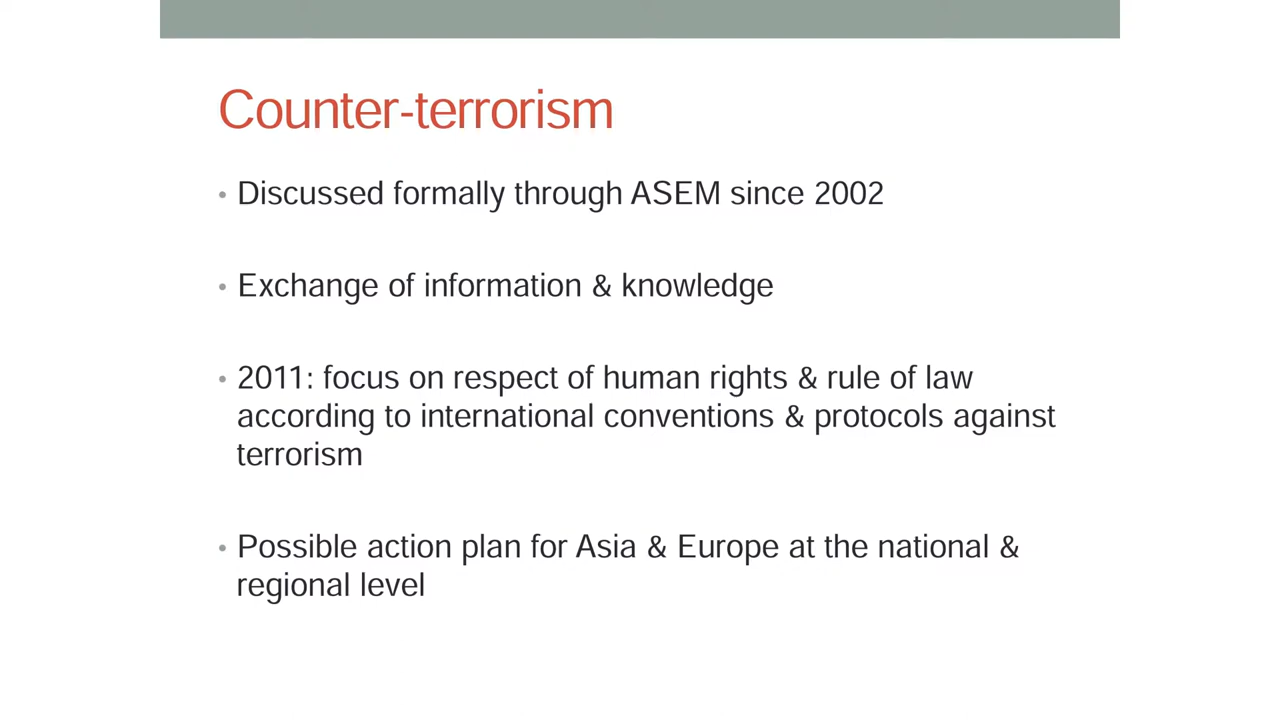 Counter-terrorism
• Discussed formally through ASEM since 2002
• Exchange of information & knowledge
• 2011: focus on respect of human rights & rule of law
according to international conventions & protocols against
terrorism
• Possible action plan for Asia & Europe at the national &
regional level